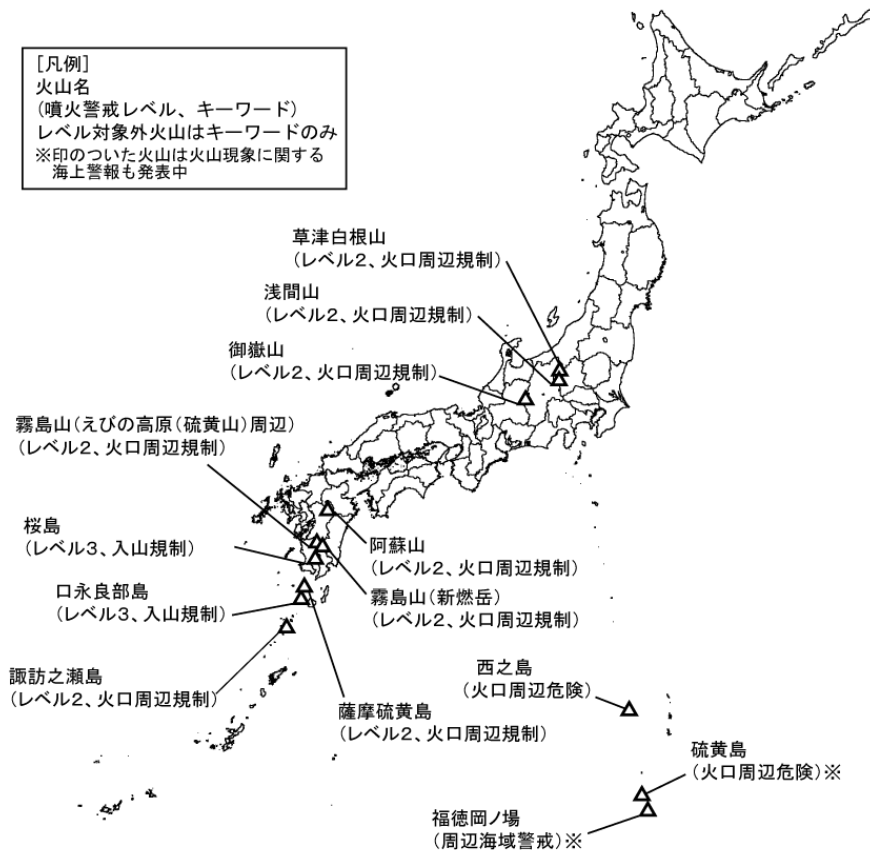 [凡例]
火山名
(噴火警戒レベル、キーワード)
レベル対象外火山はキーワードのみ
※印のついた火山は火山現象に関する
海上警報も発表中
草津白根山
(レベル2、火口周辺規制)
浅間山
(レベル2、火口周辺規制)
御嶽山
(レベル2、火口周辺規制)
霧島山(えびの高原(硫黄山)周辺)
(レベル2、火口周辺規制)
桜島
(レベル3、入山規制)
阿蘇山
(レベル2、火口周辺規制)
口永良部島
(レベル3、入山規制)
霧島山(新燃岳)
(レベル2、火口周辺規制)
諏訪之瀬島
(レベル2、火口周辺規制)
薩摩硫黄島
(レベル2、火口周辺規制)
西之島
(火口周辺危険)
硫黄島
(火口周辺危険)※
福徳岡ノ場
(周辺海域警戒)※